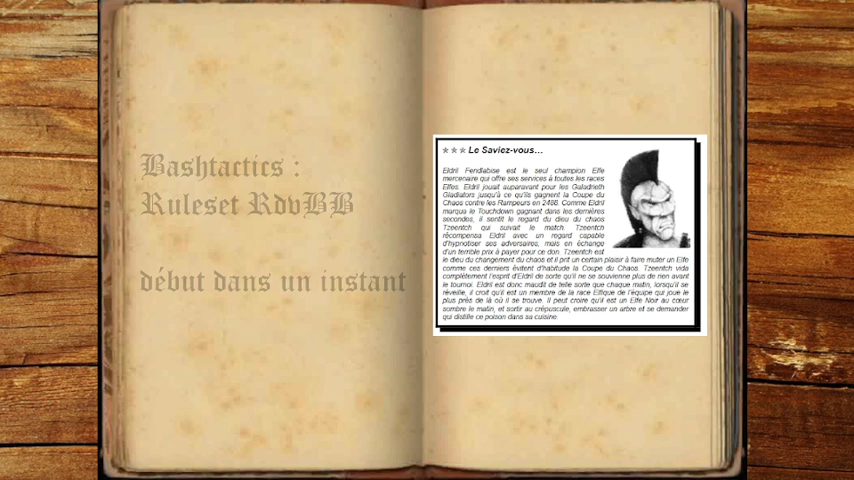 Bashtactics :
Ruleset RdvBB
début dans un instant
*** Le Saviez-vous...
Eldril Fendlabise est le seul champion Elfe
mercenaire qui offre ses services à toutes les races
Elfes. Eldril jouait auparavant pour les Galadrieth
Gladiators jusqu'à ce qu'ils gagnent la Coupe du
Chaos contre les Rampeurs en 2488. Comme Eldril
marqua le Touchdown gagnant dans les dernières
secondes, il sentit le regard du dieu du chaos
Tzeentch qui suivait le match. Tzeentch
récompensa Eldril avec un regard capable
d'hypnotiser ses adversaires, mais en échange
d'un terrible prix à payer pour ce don. Tzeentch est
le dieu du changement du chaos et il prit un certain plaisir à faire muter un Elfe
comme ces derniers évitent d'habitude la Coupe du Chaos. Tzeentch vida
complètement l'esprit d'Eldril de sorte qu'il ne se souvienne plus de rien avant
le tournoi. Eldril est donc maudit de telle sorte que chaque matin, lorsqu'il se
réveille, il croit qu'il est un membre de la race Elfique de l'équipe qui joue le
plus près de là où il se trouve. Il peut croire qu'il est un Elfe Noir au cœur
sombre le matin, et sortir au crépuscule, embrasser un arbre et se demander
qui distille ce poison dans sa cuisine.